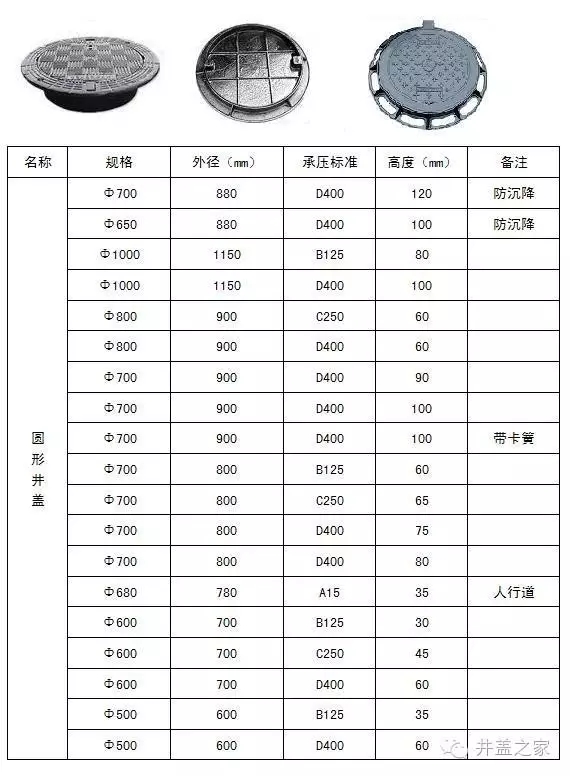 名称 规格 外径（mm） 承压标准 高度（mm） 备注
圆形井盖
Φ700 880 D400 120 防沉降
Φ650 880 D400 100 防沉降
Φ1000 1150 B125 80
Φ1000 1150 D400 100
Φ800 900 C250 60
Φ800 900 D400 60
Φ700 900 D400 90
Φ700 900 D400 100
Φ700 900 D400 100 带卡簧
Φ700 800 B125 60
Φ700 800 C250 65
Φ700 800 D400 75
Φ700 800 D400 80
Φ680 780 A15 35 人行道
Φ600 700 B125 30
Φ600 700 C250 45
Φ600 700 D400 60
Φ500 600 B125 35
Φ500 600 D400 60
井盖之家